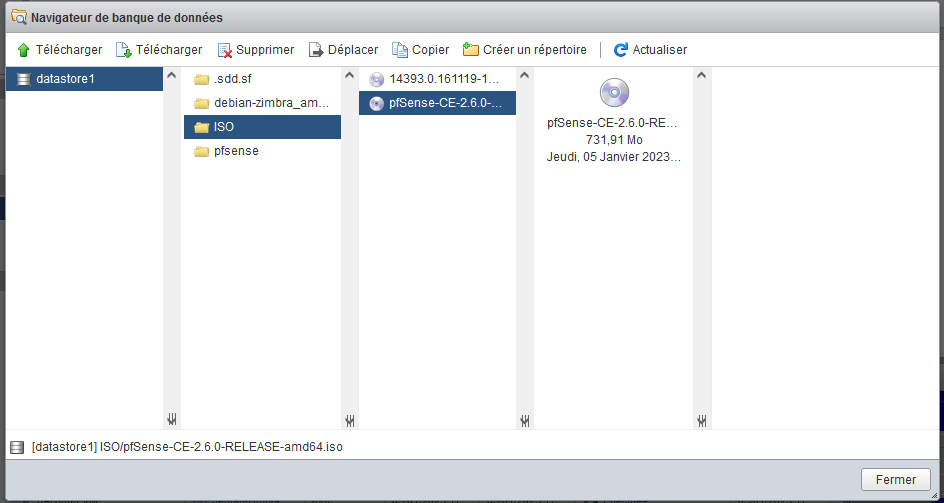 Navigateur de banque de données
Télécharger Télécharger Supprimer Déplacer Copier Créer un répertoire Actualiser
datastore1
.sdd.sf
debian-zimbra_am...
ISO
pfsense
14393.0.161119-1...
pfSense-CE-2.6.0-...
pfSense-CE-2.6.0-RE...
731,91 Mo
Jeudi, 05 Janvier 2023...
[datastore1] ISO/pfSense-CE-2.6.0-RELEASE-amd64.iso
Fermer